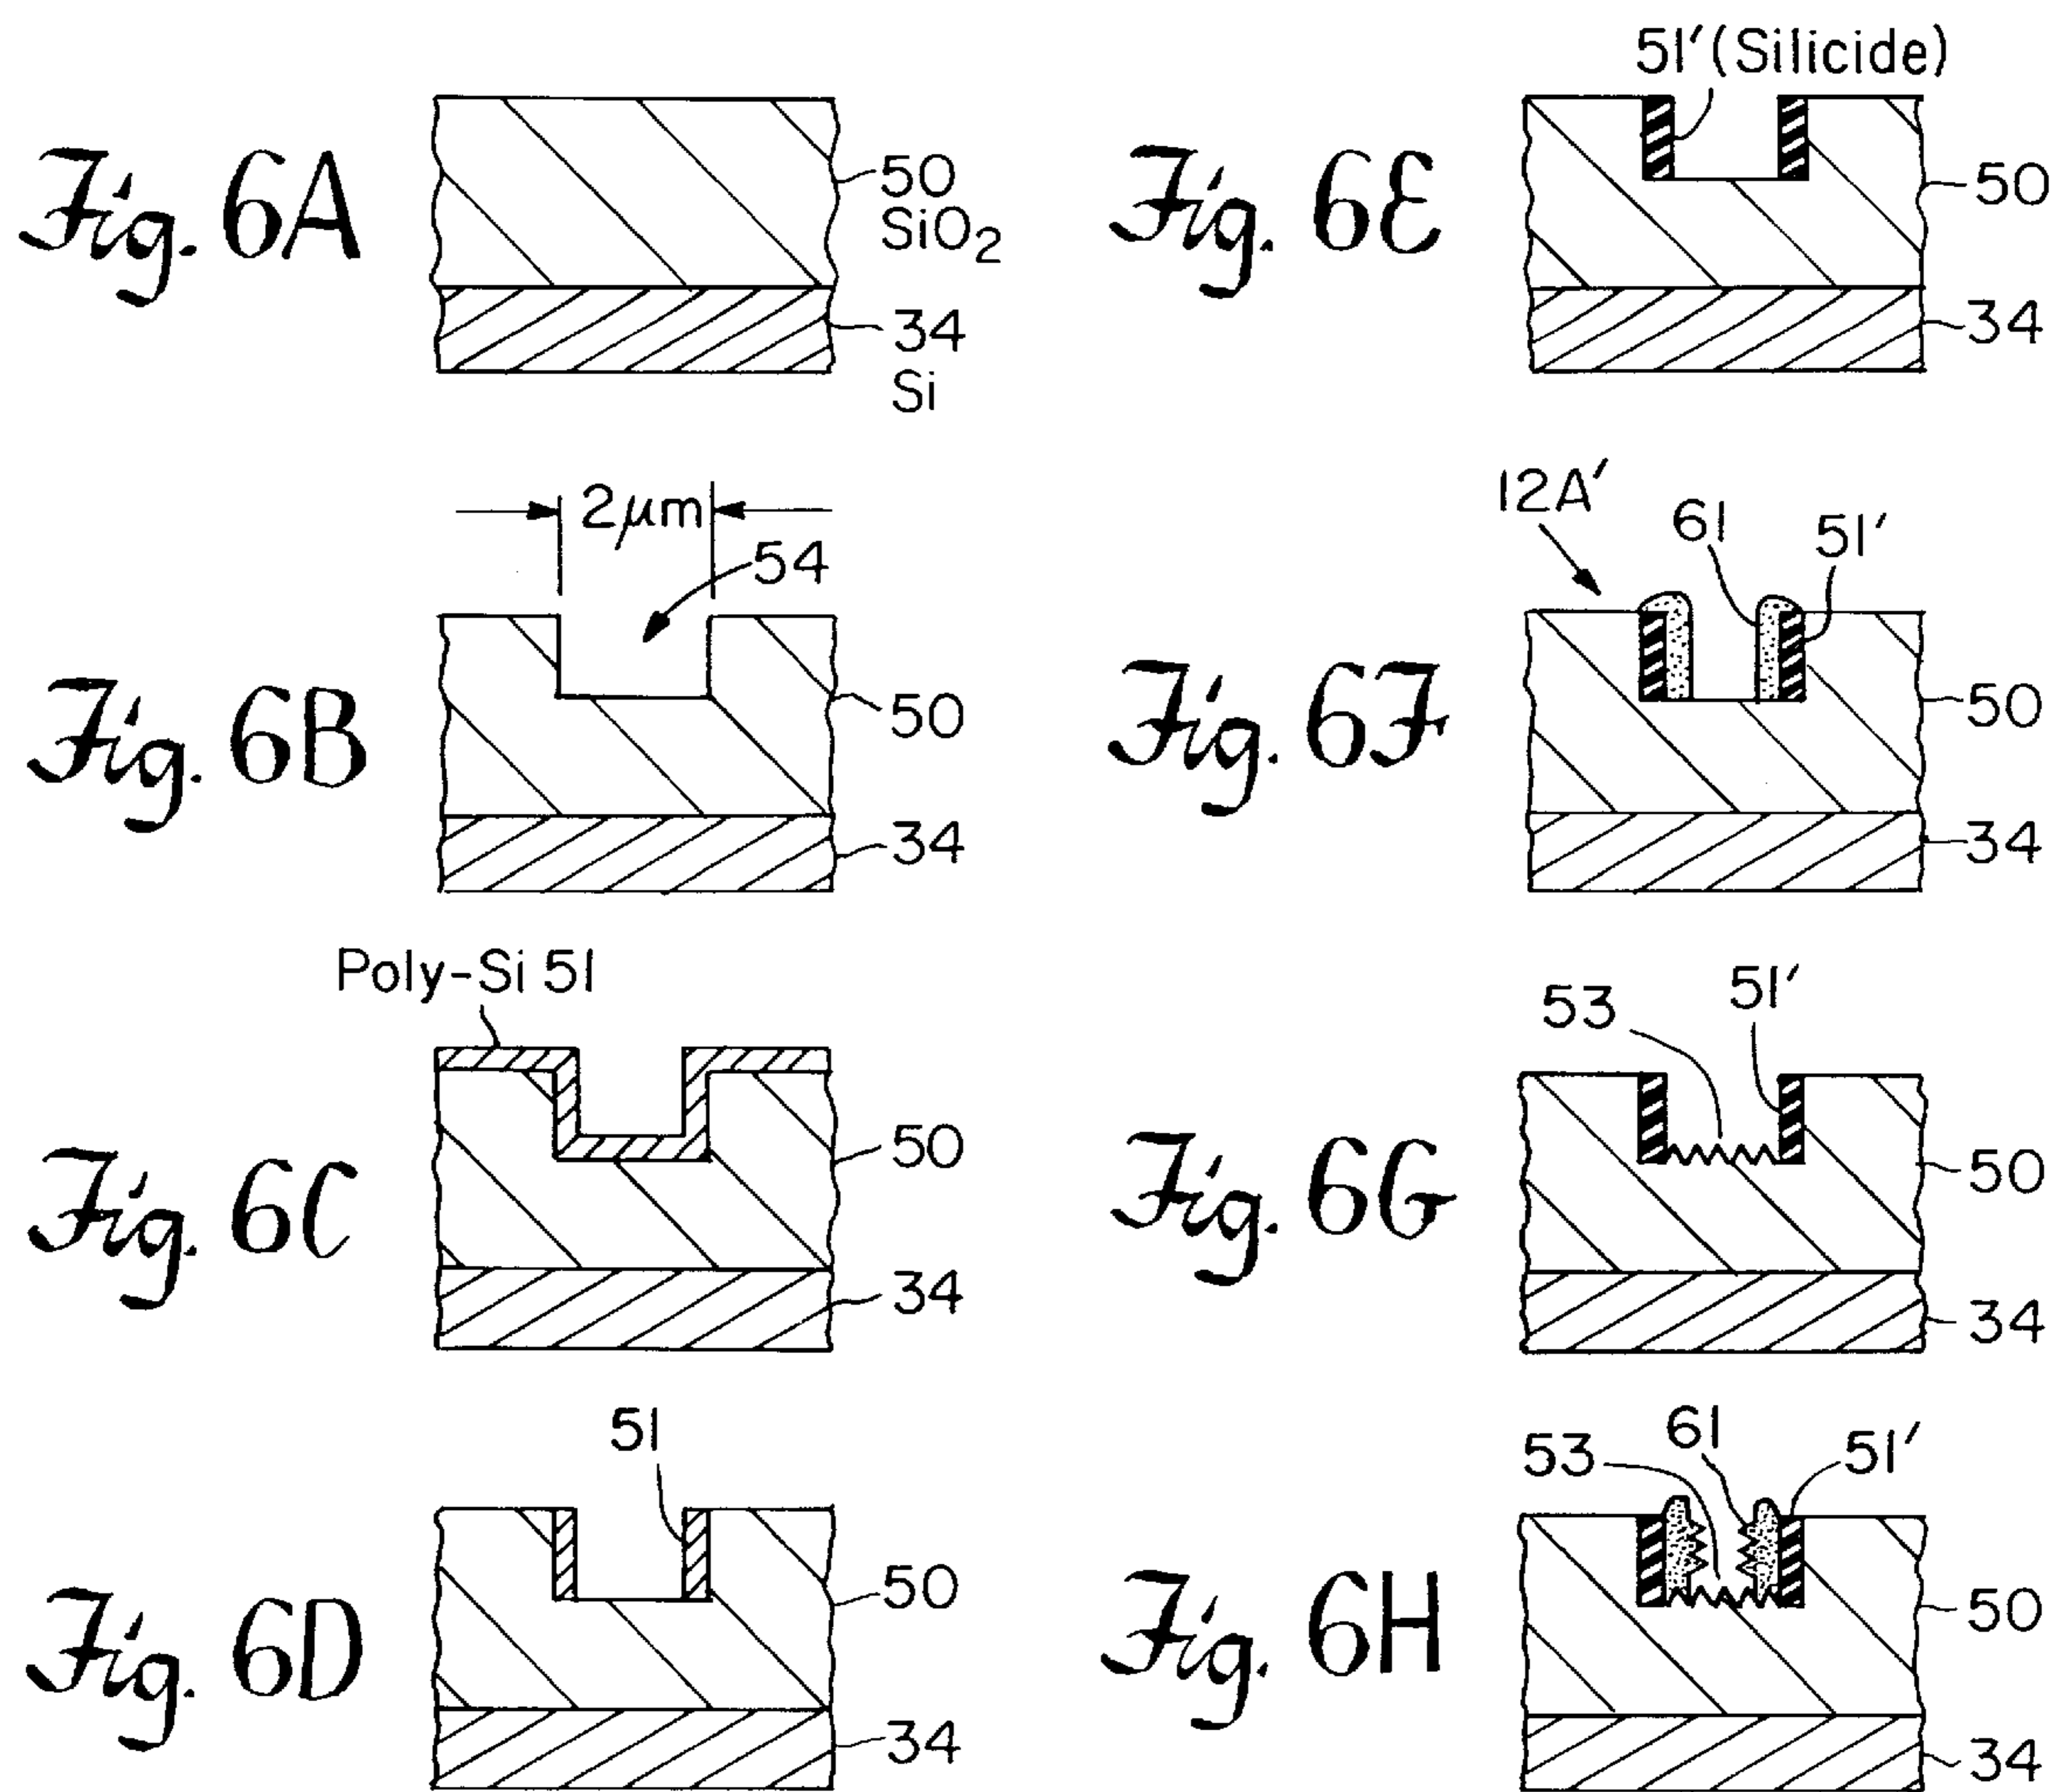 Fig. 6A
50
SiO2
34
Si
Fig. 6B
2μm
54
50
34
Poly-Si 51
Fig. 6C
50
34
51
Fig. 6D
50
34
51′(Silicide)
Fig. 6E
50
34
12A′
61
51′
Fig. 6F
50
34
53
51′
Fig. 6G
50
34
53
61
51′
Fig. 6H
50
34